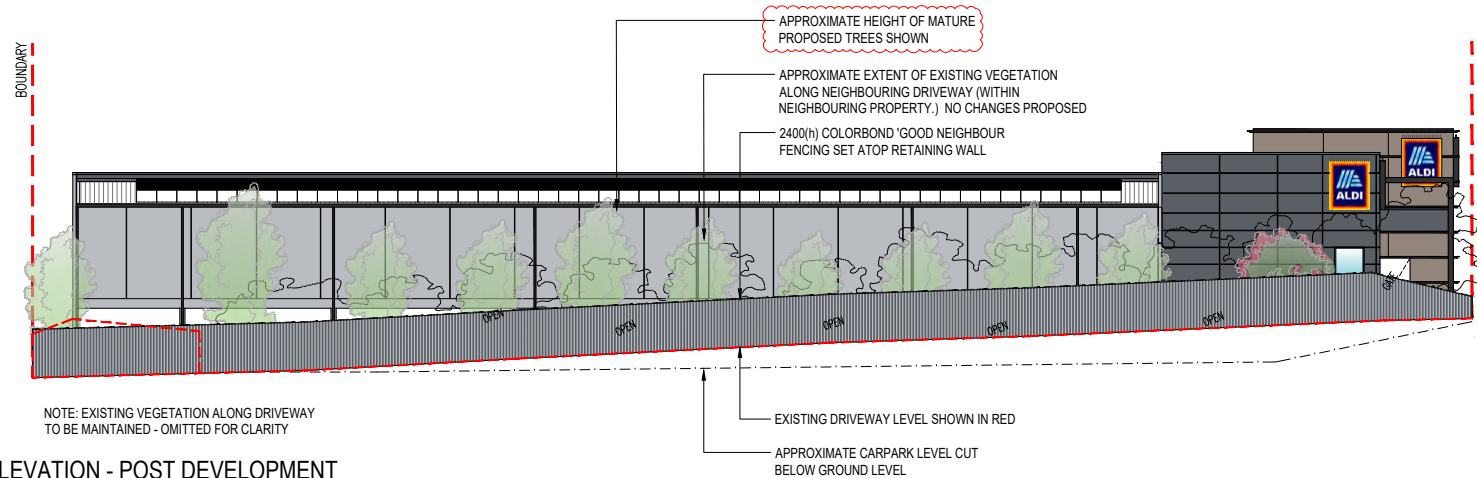 APPROXIMATE HEIGHT OF MATURE
PROPOSED TREES SHOWN
BOUNDARY
APPROXIMATE EXTENT OF EXISTING VEGETATION
ALONG NEIGHBOURING DRIVEWAY (WITHIN
NEIGHBOURING PROPERTY.) NO CHANGES PROPOSED
2400(h) COLORBOND 'GOOD NEIGHBOUR
FENCING SET ATOP RETAINING WALL
ALDI
ALDI
GATE
OPEN
OPEN
OPEN
OPEN
OPEN
NOTE: EXISTING VEGETATION ALONG DRIVEWAY
TO BE MAINTAINED - OMITTED FOR CLARITY
EXISTING DRIVEWAY LEVEL SHOWN IN RED
APPROXIMATE CARPARK LEVEL CUT
BELOW GROUND LEVEL
LEVATION - POST DEVELOPMENT